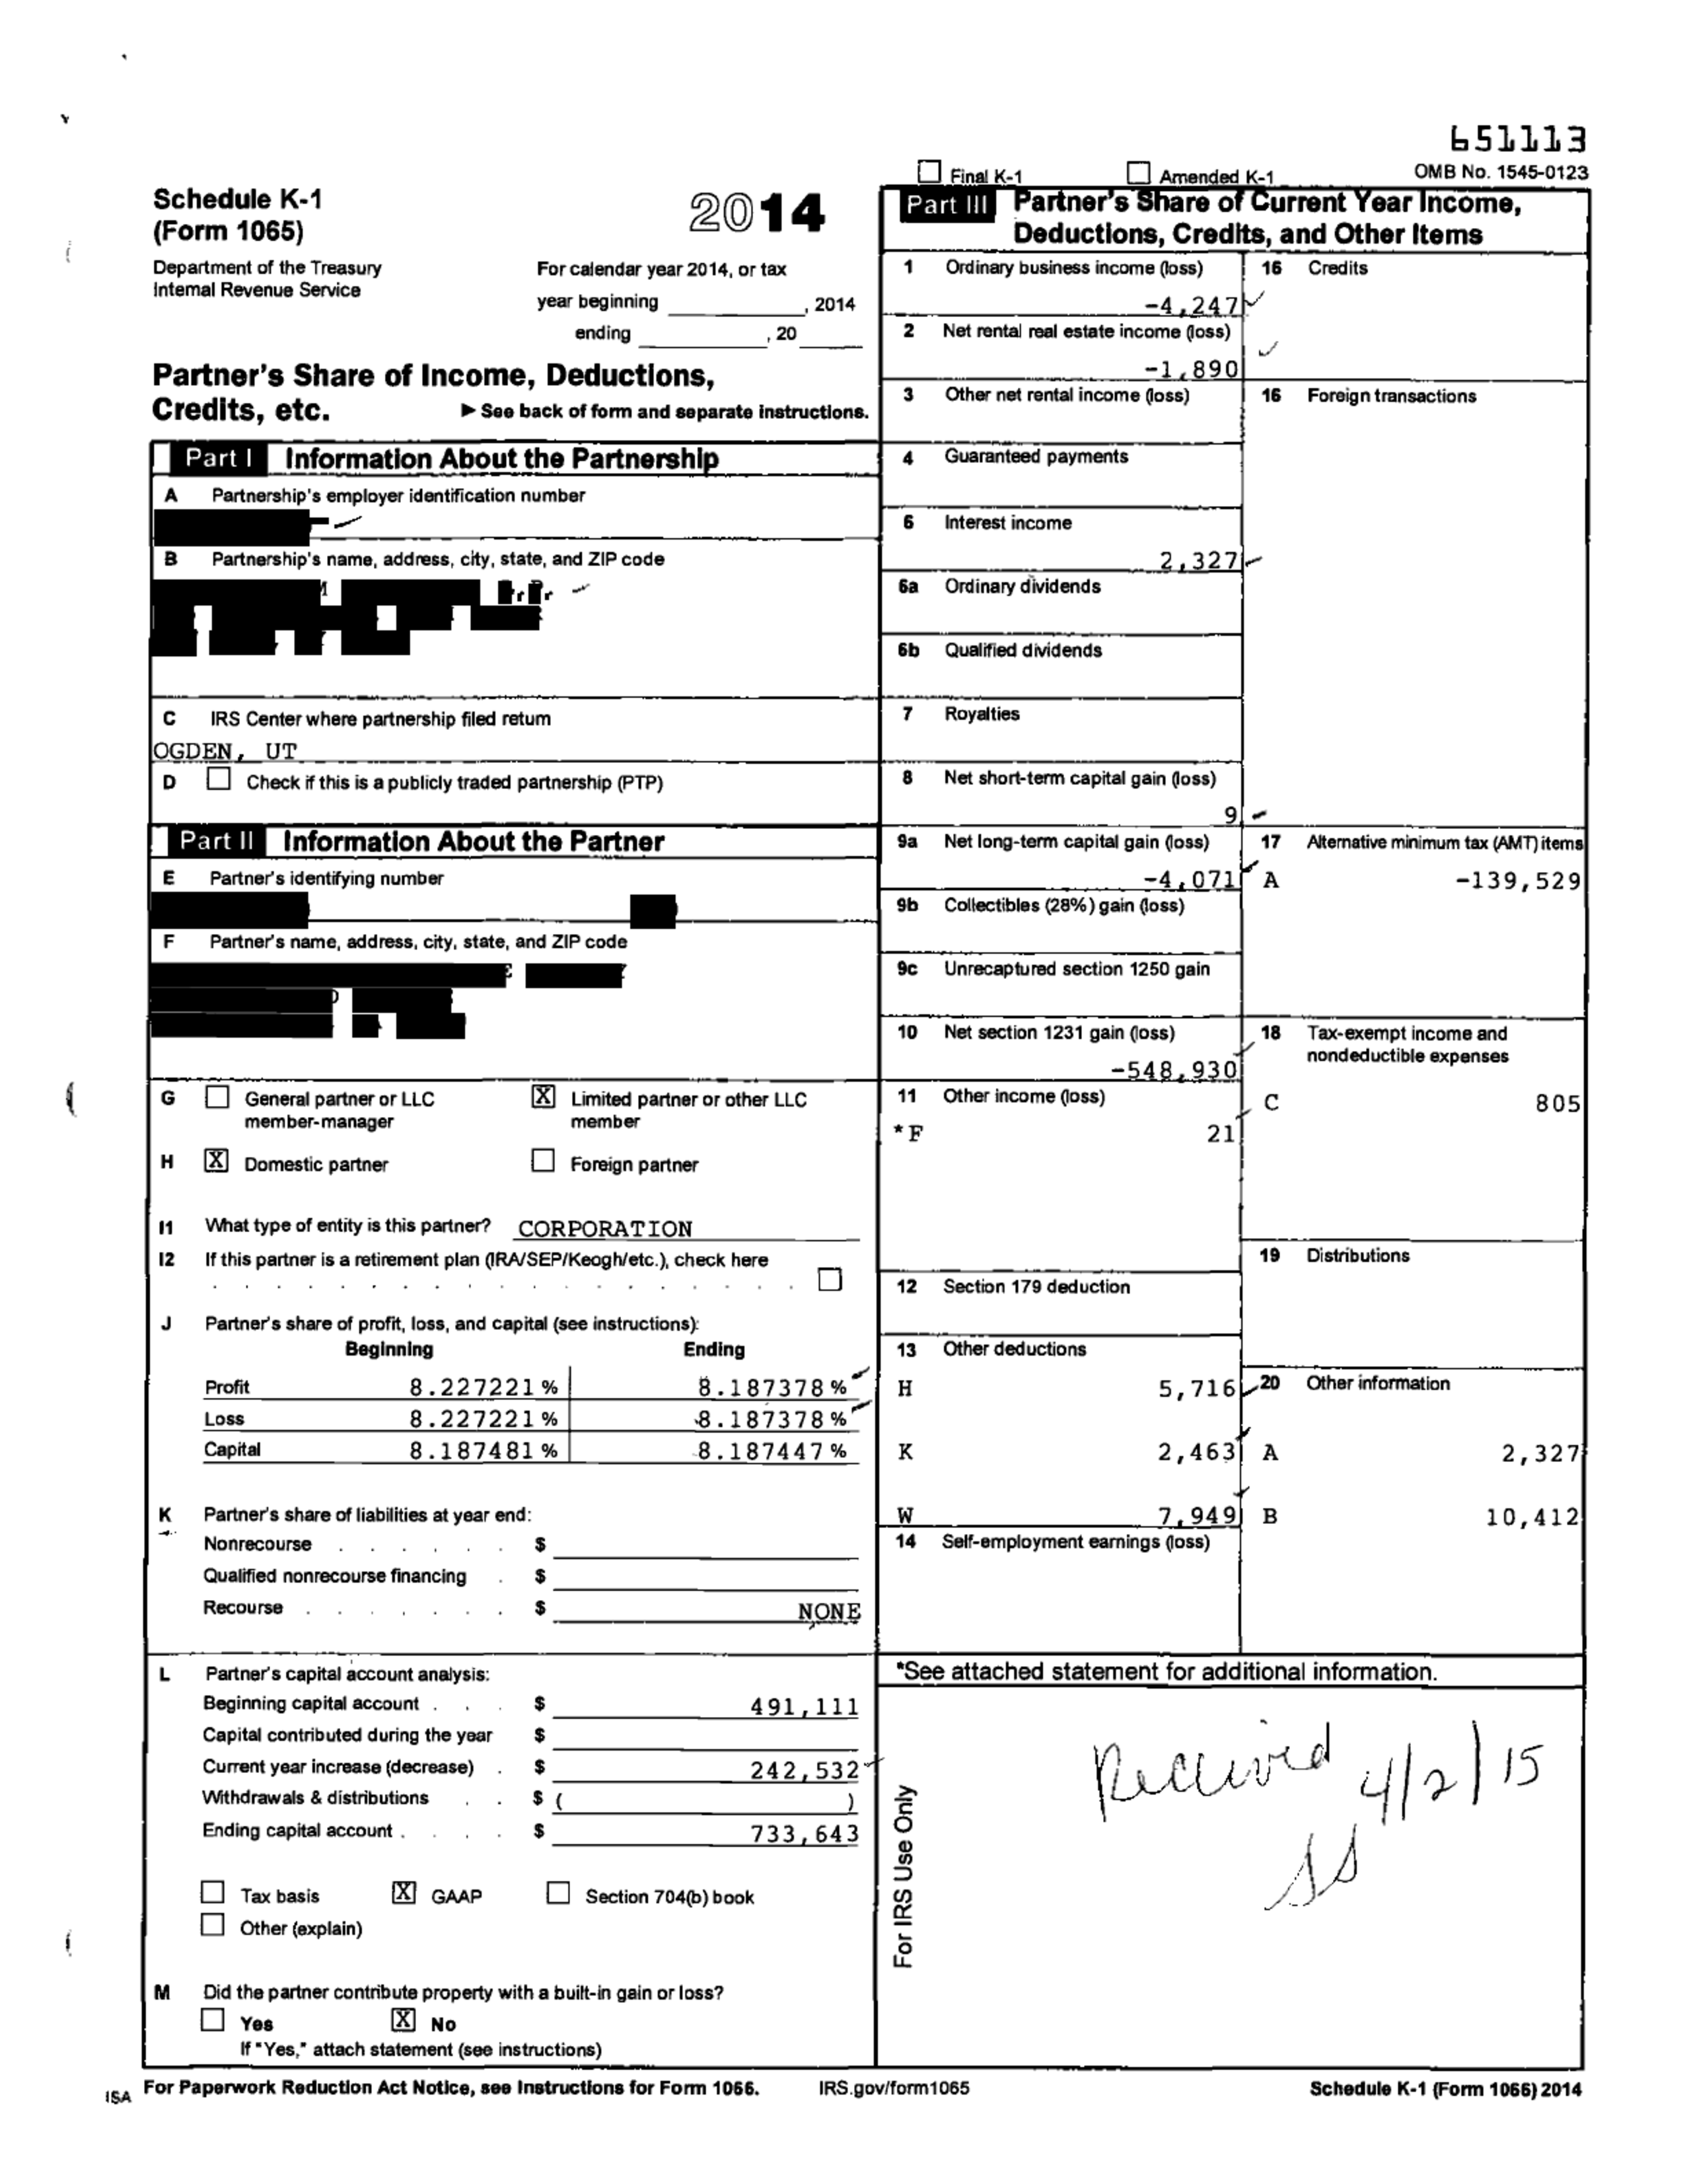 651113
OMB No. 1545-0123
Final K-1 Amended K-1
Schedule K-1
(Form 1065)
2014
Department of the Treasury
Internal Revenue Service
For calendar year 2014, or tax
year beginning , 2014
ending , 20
Partner's Share of Income, Deductions,
Credits, etc. ▶ See back of form and separate instructions.
Part I Information About the Partnership
A Partnership's employer identification number
B Partnership's name, address, city, state, and ZIP code
C IRS Center where partnership filed return
OGDEN, UT
D Check if this is a publicly traded partnership (PTP)
Part II Information About the Partner
E Partner's identifying number
F Partner's name, address, city, state, and ZIP code
G General partner or LLC member-manager X Limited partner or other LLC member
H X Domestic partner Foreign partner
I1 What type of entity is this partner? CORPORATION
I2 If this partner is a retirement plan (IRA/SEP/Keogh/etc.), check here
J Partner's share of profit, loss, and capital (see instructions):
Beginning Ending
Profit 8.227221 % 8.187378 %
Loss 8.227221 % 8.187378 %
Capital 8.187481 % 8.187447 %
K Partner's share of liabilities at year end:
Nonrecourse . . . . . . $
Qualified nonrecourse financing . $
Recourse . . . . . . . $ NONE
L Partner's capital account analysis:
Beginning capital account . . . $ 491,111
Capital contributed during the year $
Current year increase (decrease) . $ 242,532
Withdrawals & distributions . . $ ( )
Ending capital account . . . . $ 733,643
Tax basis X GAAP Section 704(b) book
Other (explain)
M Did the partner contribute property with a built-in gain or loss?
Yes X No
If "Yes," attach statement (see instructions)
Part III Partner's Share of Current Year Income,
Deductions, Credits, and Other Items
1 Ordinary business income (loss)
-4,247
2 Net rental real estate income (loss)
-1,890
3 Other net rental income (loss)
4 Guaranteed payments
6 Interest income
2,327
6a Ordinary dividends
6b Qualified dividends
7 Royalties
8 Net short-term capital gain (loss)
9
9a Net long-term capital gain (loss)
-4,071
9b Collectibles (28%) gain (loss)
9c Unrecaptured section 1250 gain
10 Net section 1231 gain (loss)
-548,930
11 Other income (loss)
*F 21
12 Section 179 deduction
13 Other deductions
H 5,716
K 2,463
W 7,949
14 Self-employment earnings (loss)
16 Credits
16 Foreign transactions
17 Alternative minimum tax (AMT) items
A -139,529
18 Tax-exempt income and
nondeductible expenses
C 805
19 Distributions
20 Other information
A 2,327
B 10,412
*See attached statement for additional information.
For IRS Use Only
Received 4/2/15
SS
ISA For Paperwork Reduction Act Notice, see Instructions for Form 1066. IRS.gov/form1065 Schedule K-1 (Form 1066) 2014